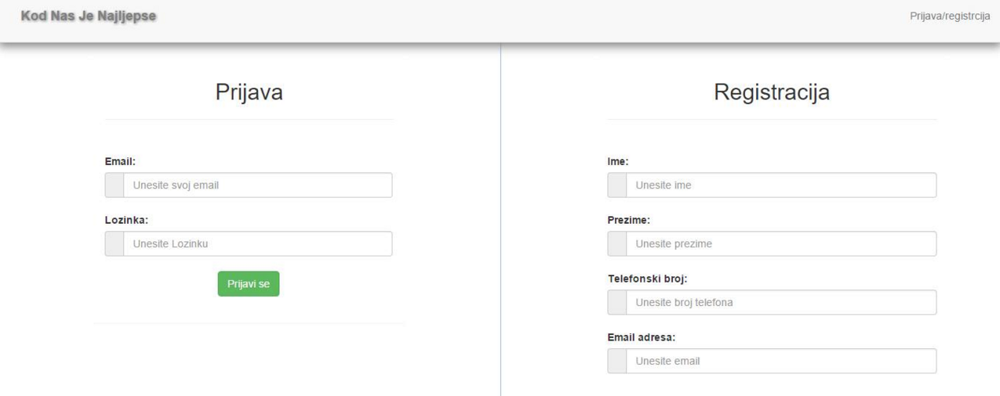 Kod Nas Je Najljepse
Prijava/registrcija
Prijava
Email:
Unesite svoj email
Lozinka:
Unesite Lozinku
Prijavi se
Registracija
Ime:
Unesite ime
Prezime:
Unesite prezime
Telefonski broj:
Unesite broj telefona
Email adresa:
Unesite email